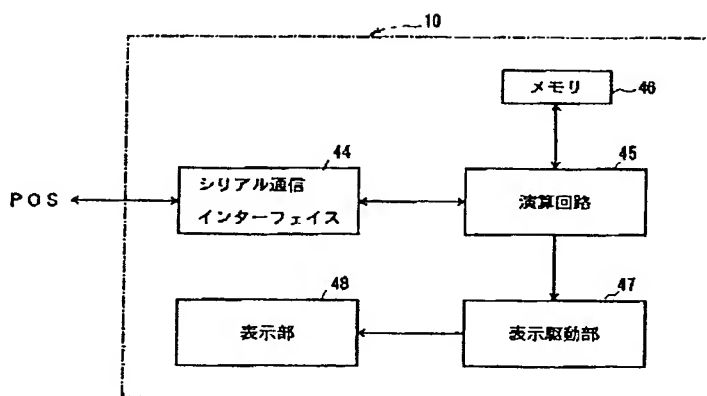 10
メモリ
46
44
45
POS
シリアル通信
インターフェイス
演算回路
48
47
表示部
表示駆動部